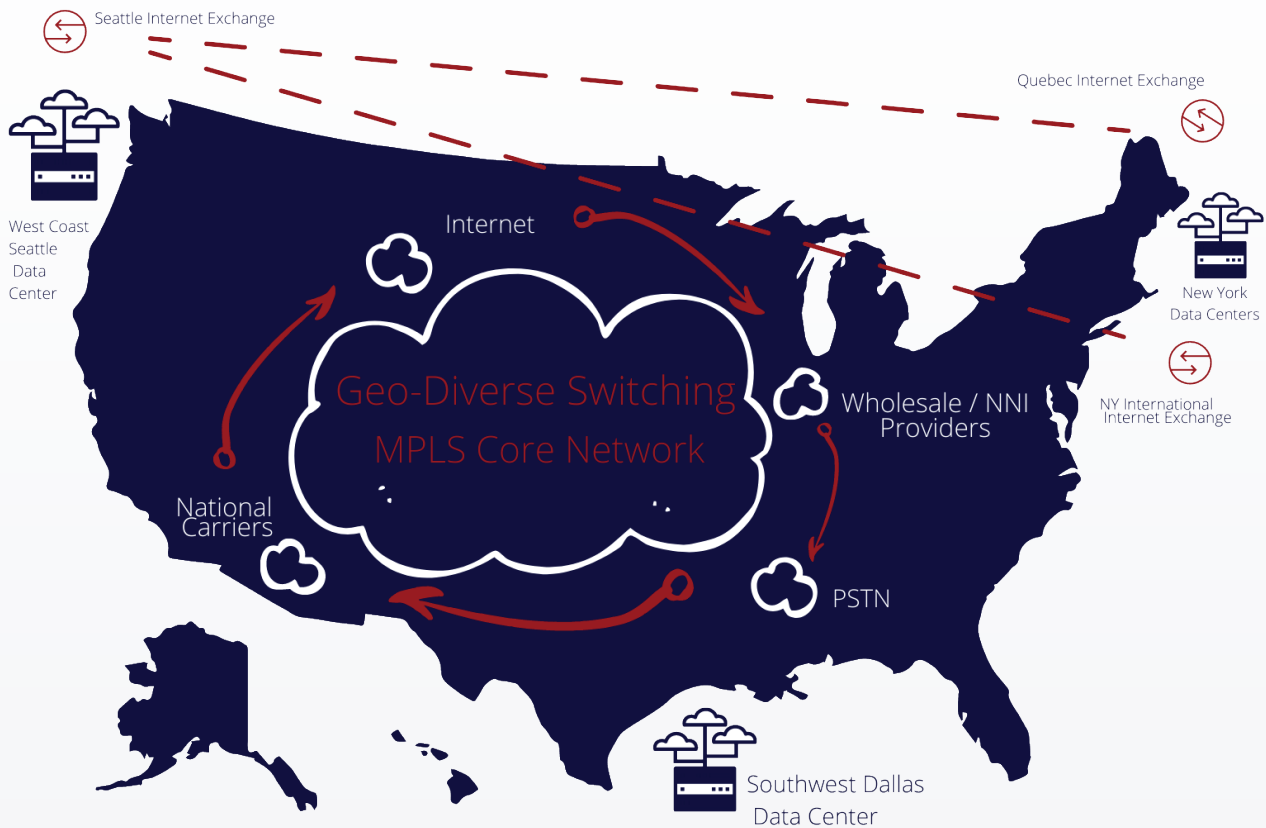 Seattle Internet Exchange
Quebec Internet Exchange
West Coast
Seattle
Data
Center
Internet
New York
Data Centers
Geo-Diverse Switching
MPLS Core Network
Wholesale / NNI
Providers
NY International
Internet Exchange
National
Carriers
PSTN
Southwest Dallas
Data Center